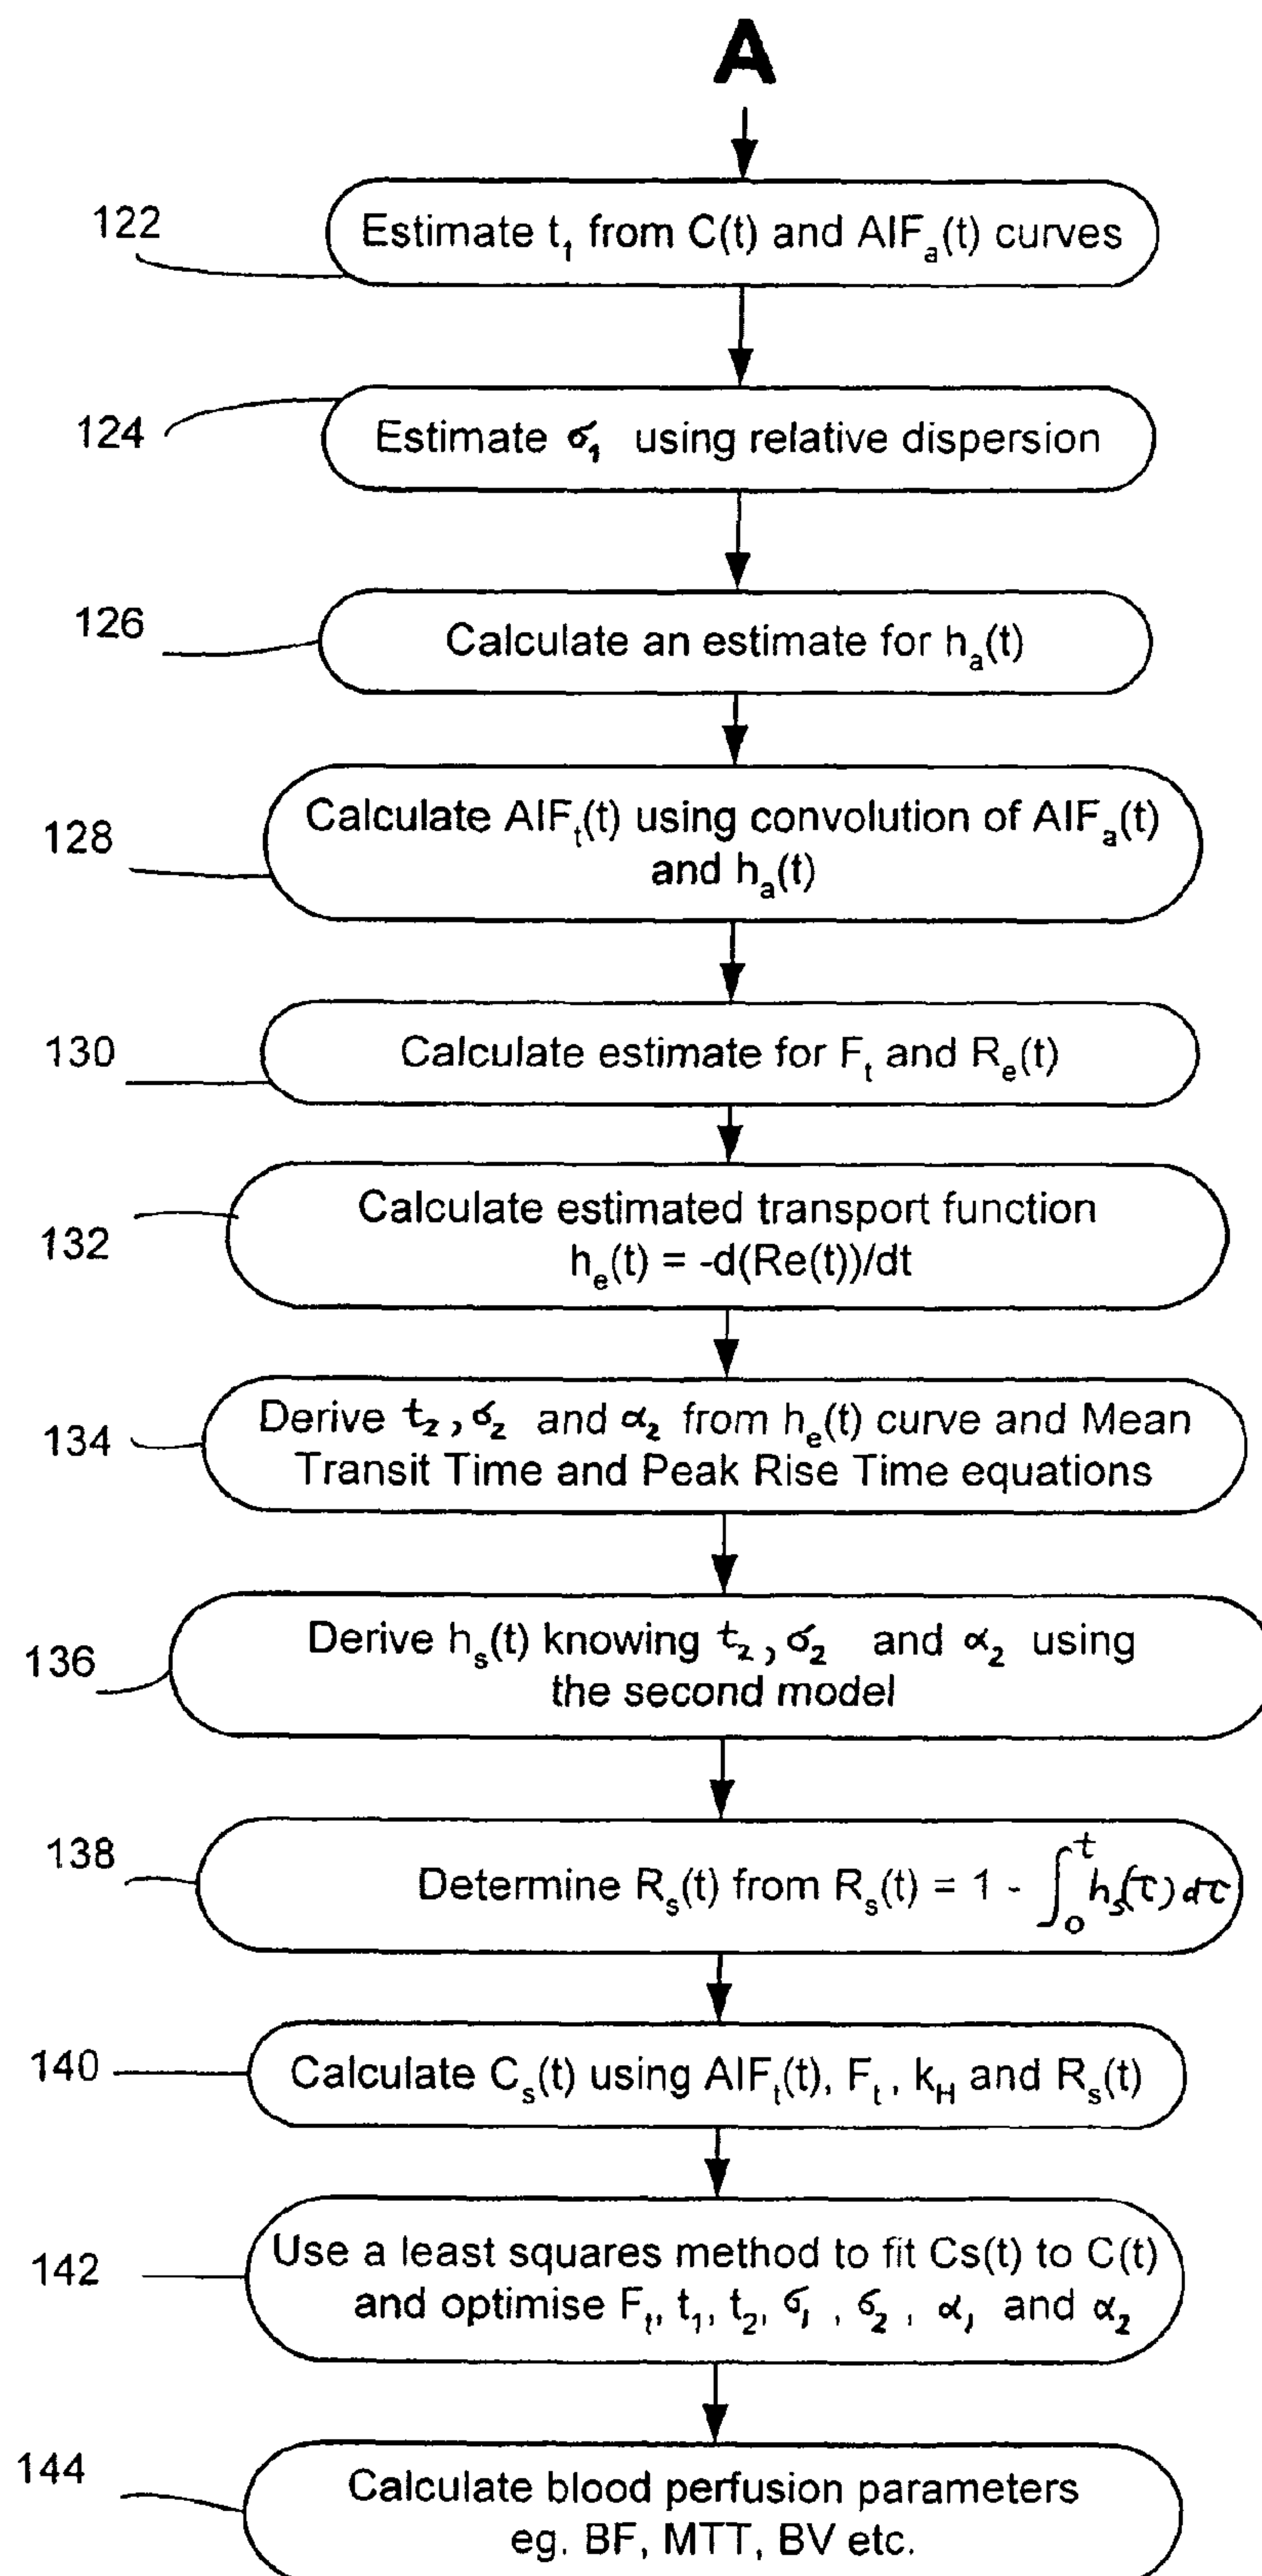 A
122
Estimate t₁ from C(t) and AIFₐ(t) curves
124
Estimate σ₁ using relative dispersion
126
Calculate an estimate for hₐ(t)
128
Calculate AIFₜ(t) using convolution of AIFₐ(t)
and hₐ(t)
130
Calculate estimate for Fₜ and Rₑ(t)
132
Calculate estimated transport function
hₑ(t) = -d(Re(t))/dt
134
Derive t₂, σ₂ and α₂ from hₑ(t) curve and Mean
Transit Time and Peak Rise Time equations
136
Derive hₛ(t) knowing t₂, σ₂ and α₂ using
the second model
138
Determine Rₛ(t) from Rₛ(t) = 1 - ∫₀ᵗ hₛ(τ) dτ
140
Calculate Cₛ(t) using AIFₜ(t), Fₜ, k_H and Rₛ(t)
142
Use a least squares method to fit Cs(t) to C(t)
and optimise Fₜ, t₁, t₂, σ₁, σ₂, α₁ and α₂
144
Calculate blood perfusion parameters
eg. BF, MTT, BV etc.